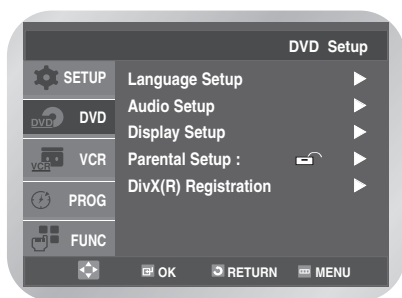 DVD Setup
SETUP
DVD
VCR
PROG
FUNC
Language Setup
Audio Setup
Display Setup
Parental Setup :
DivX(R) Registration
DVD
VCR
OK RETURN MENU